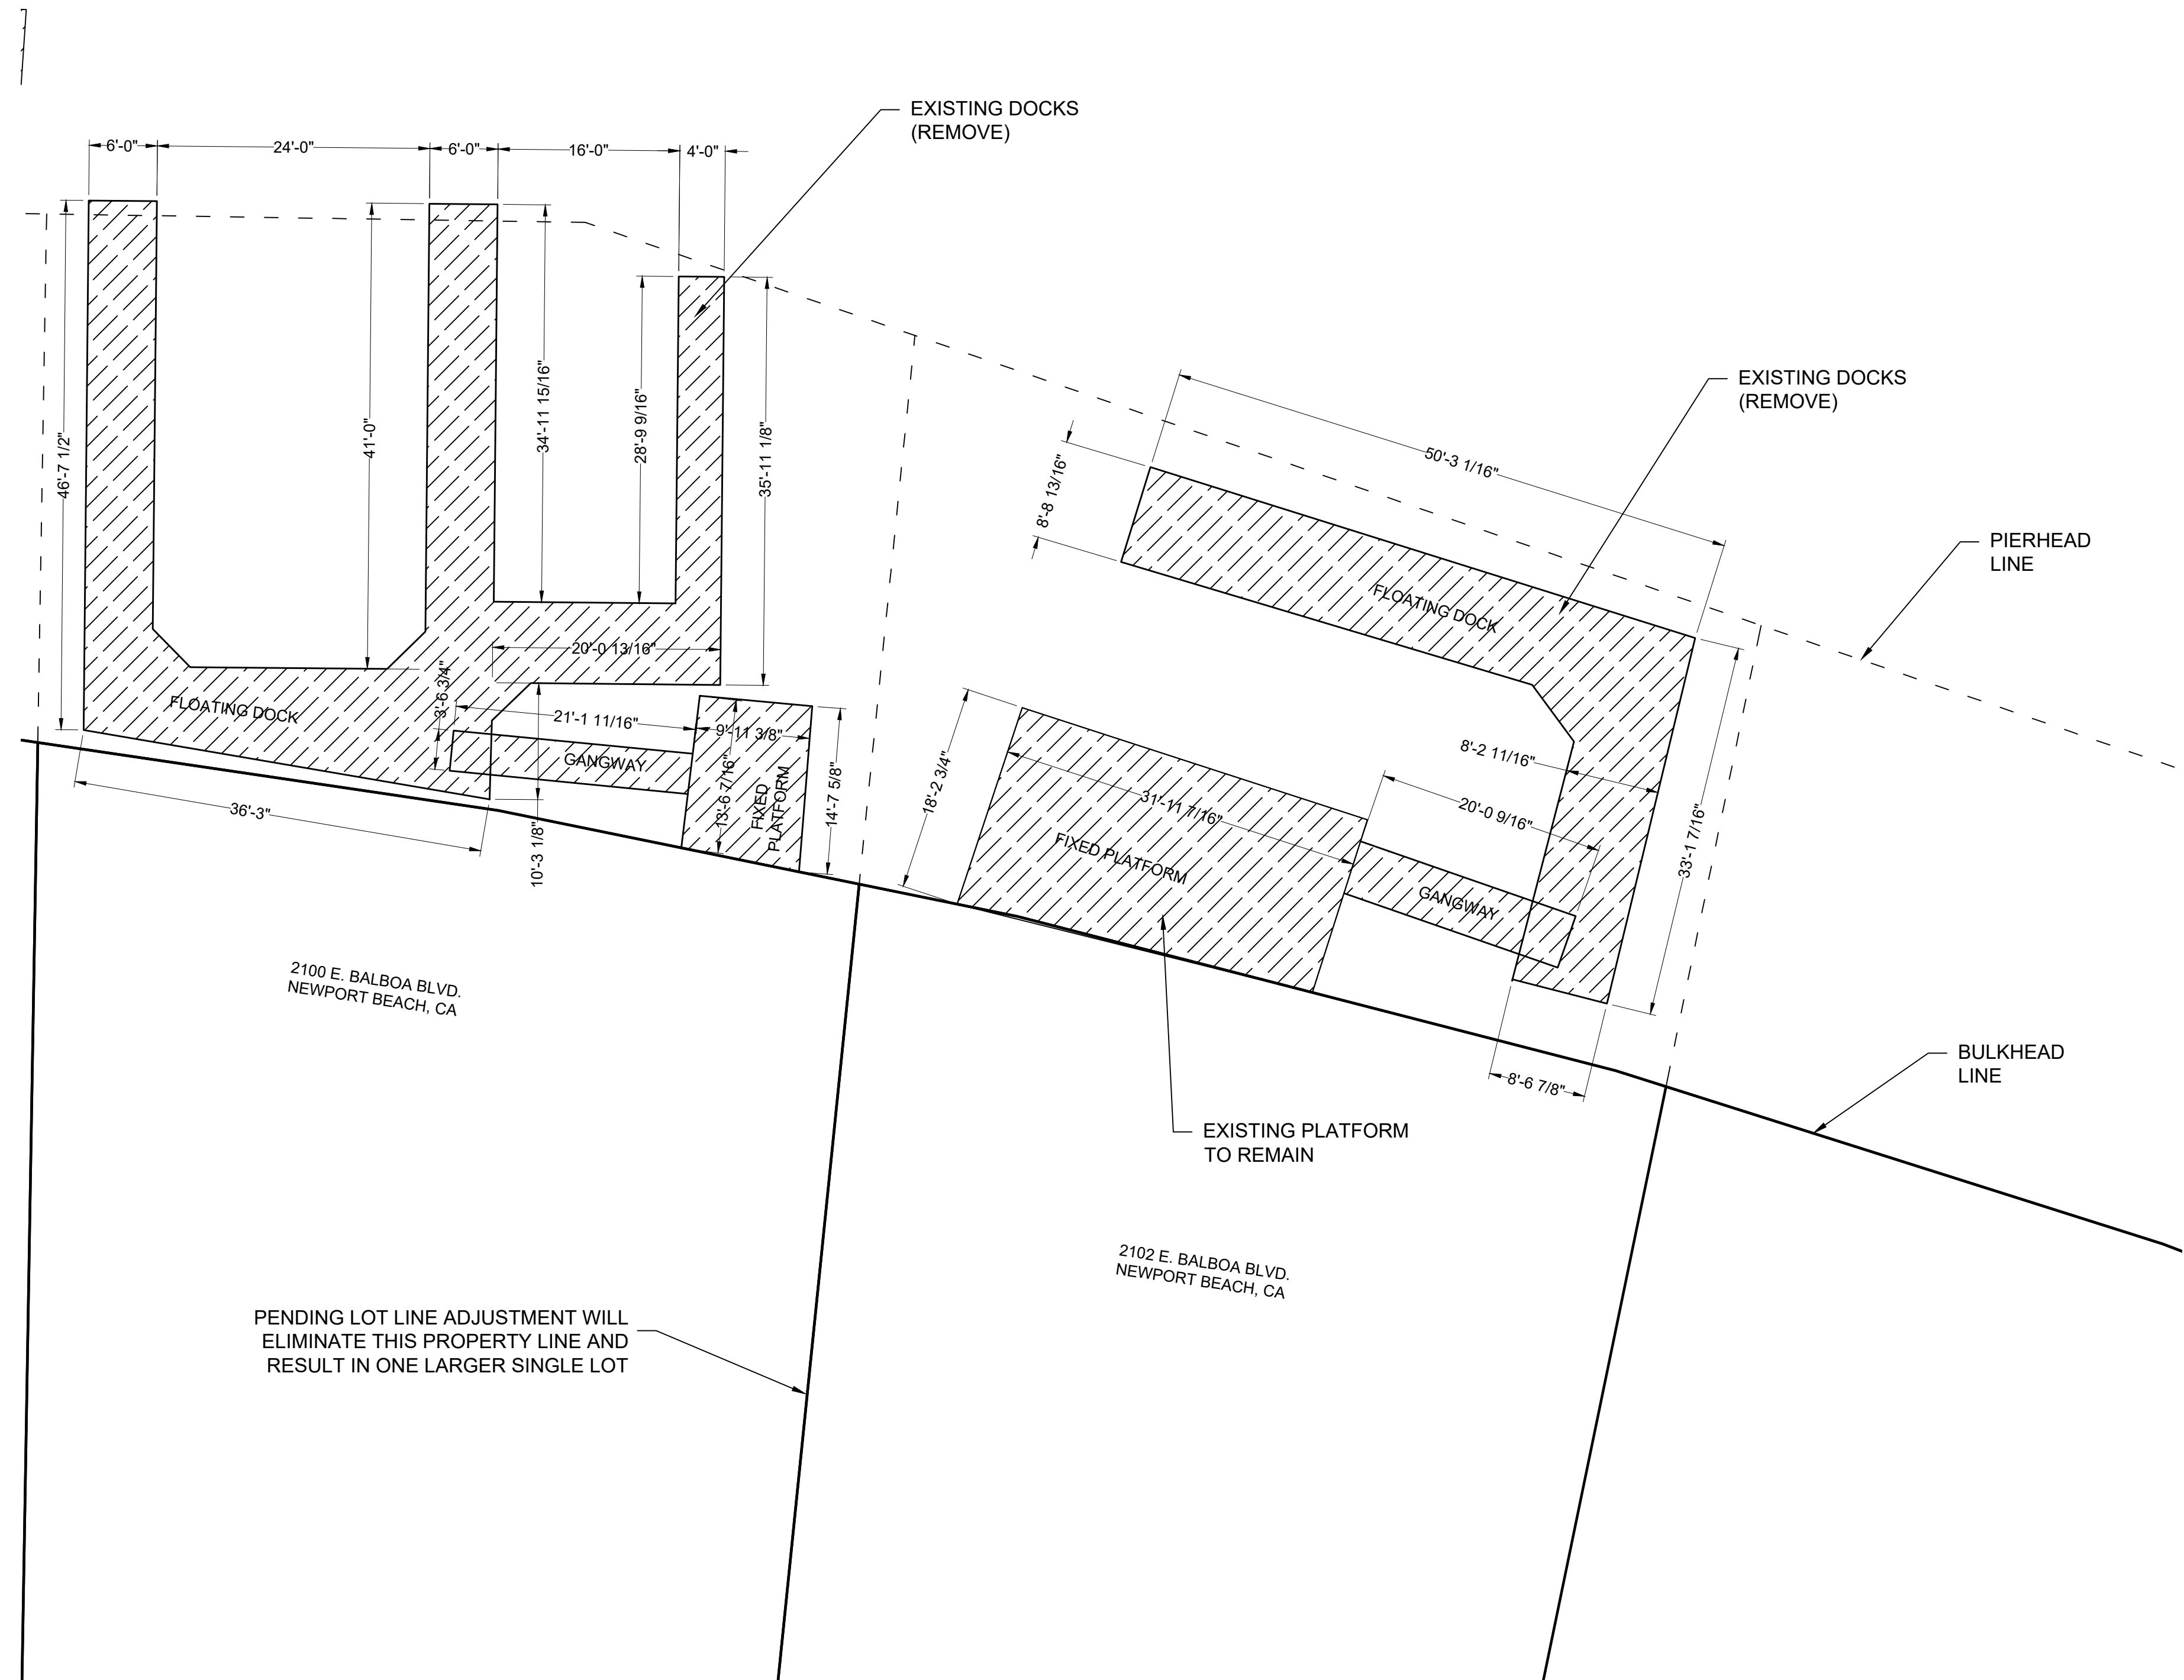 EXISTING DOCKS
(REMOVE)
6'-0"
24'-0"
6'-0"
16'-0"
4'-0"
46'-7 1/2"
41'-0"
34'-11 15/16"
28'-9 9/16"
35'-11 1/8"
20'-0 13/16"
3'-6 3/4"
FLOATING DOCK
21'-1 11/16"
9'-11 3/8"
GANGWAY
13'-6 7/16"
FIXED
PLATFORM
14'-7 5/8"
36'-3"
10'-3 1/8"
EXISTING DOCKS
(REMOVE)
50'-3 1/16"
8'-8 13/16"
FLOATING DOCK
PIERHEAD
LINE
8'-2 11/16"
18'-2 3/4"
31'-11 7/16"
20'-0 9/16"
33'-1 7/16"
FIXED PLATFORM
GANGWAY
8'-6 7/8"
BULKHEAD
LINE
EXISTING PLATFORM
TO REMAIN
2100 E. BALBOA BLVD.
NEWPORT BEACH, CA
2102 E. BALBOA BLVD.
NEWPORT BEACH, CA
PENDING LOT LINE ADJUSTMENT WILL
ELIMINATE THIS PROPERTY LINE AND
RESULT IN ONE LARGER SINGLE LOT